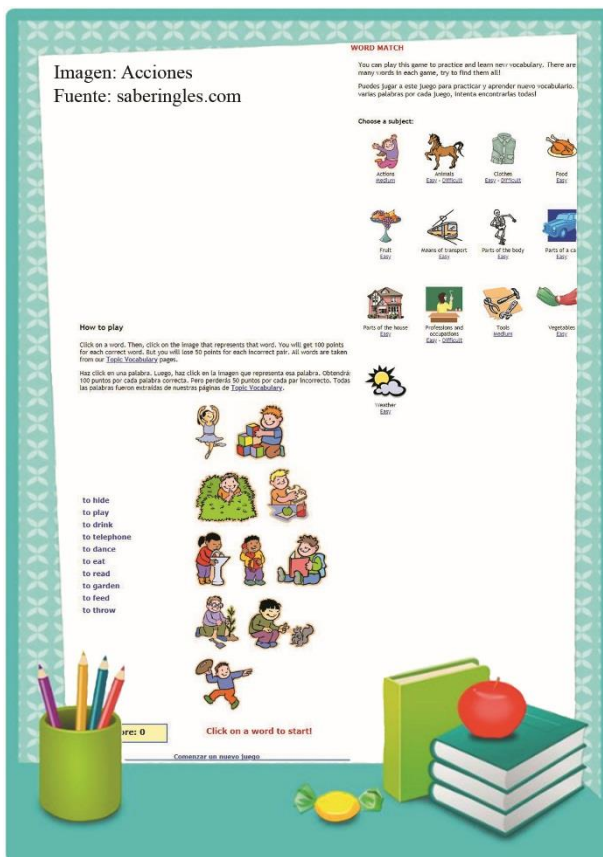 Imagen: Acciones
Fuente: saberingles.com
WORD MATCH
You can play this game to practice and learn new vocabulary. There are
many words in each game, try to find them all!
Puedes jugar a este juego para practicar y aprender nuevo vocabulario.
varias palabras por cada juego, intenta encontrarlas todas!
Choose a subject:
Actions
Medium
Animals
Easy - Difficult
Clothes
Easy - Difficult
Food
Easy
Fruit
Easy
Means of transport
Easy
Parts of the body
Easy
Parts of a ca
Easy
Parts of the house
Easy
Professions and
occupations
Easy - Difficult
Tools
Medium
Vegetables
Easy
Weather
Easy
How to play
Click on a word. Then, click on the image that represents that word. You will get 100 points
for each correct word. But you will lose 50 points for each incorrect pair. All words are taken
from our Topic Vocabulary pages.
Haz click en una palabra. Luego, haz click en la imagen que representa esa palabra. Obtendrá
100 puntos por cada palabra correcta. Pero perderás 50 puntos por cada par incorrecto. Todas
las palabras fueron extraídas de nuestras páginas de Topic Vocabulary.
to hide
to play
to drink
to telephone
to dance
to eat
to read
to garden
to feed
to throw
ore: 0
Click on a word to start!
Comenzar un nuevo juego